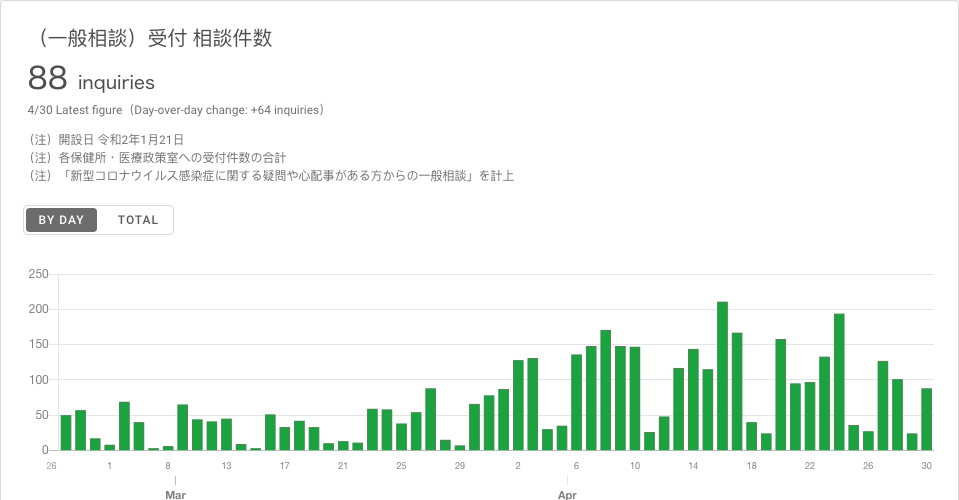 （一般相談）受付 相談件数
88 inquiries
4/30 Latest figure（Day-over-day change: +64 inquiries）
（注）開設日 令和2年1月21日
（注）各保健所・医療政策室への受付件数の合計
（注）「新型コロナウイルス感染症に関する疑問や心配事がある方からの一般相談」を計上
BY DAY TOTAL
250
200
150
100
50
0
26 1 8 13 17 21 25 29 2 6 10 14 18 22 26 30
Mar Apr